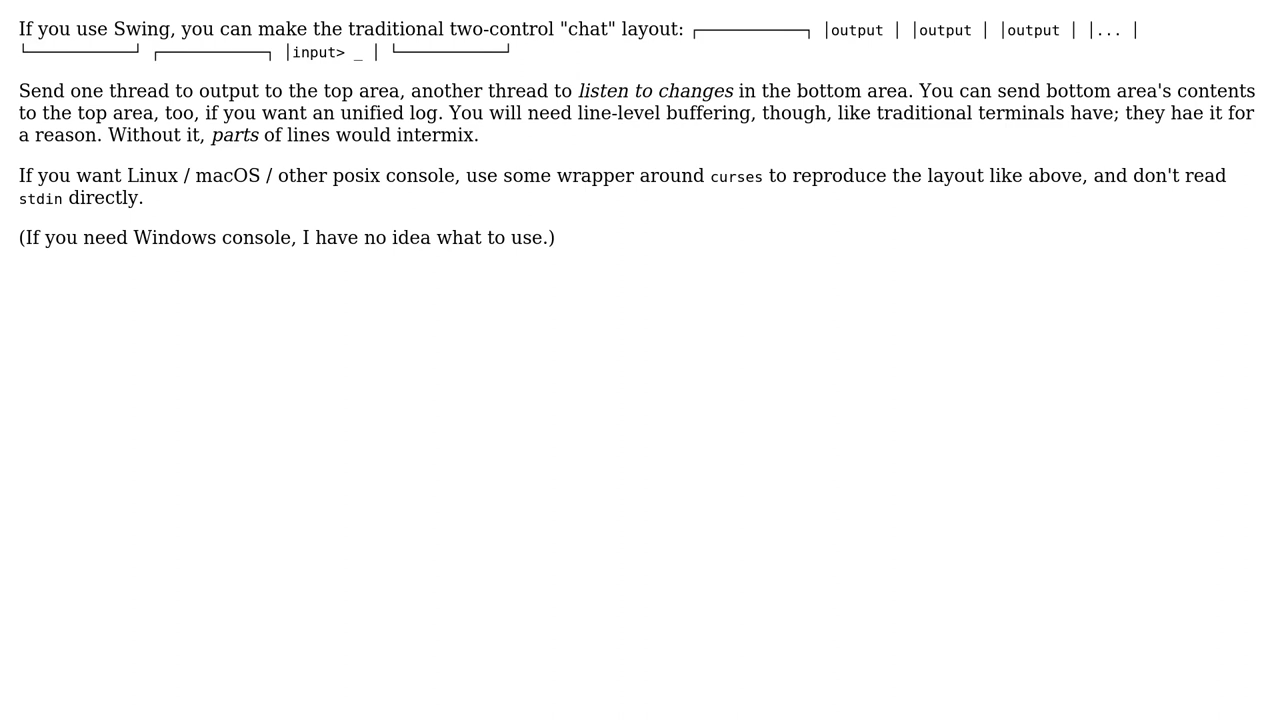 If you use Swing, you can make the traditional two-control "chat" layout: ┌─────────────┐ │output │ │output │ │output │ │... │
└─────────────┘ ┌─────────────┐ │input> _ │ └─────────────┘
Send one thread to output to the top area, another thread to listen to changes in the bottom area. You can send bottom area's contents
to the top area, too, if you want an unified log. You will need line-level buffering, though, like traditional terminals have; they hae it for
a reason. Without it, parts of lines would intermix.
If you want Linux / macOS / other posix console, use some wrapper around curses to reproduce the layout like above, and don't read
stdin directly.
(If you need Windows console, I have no idea what to use.)